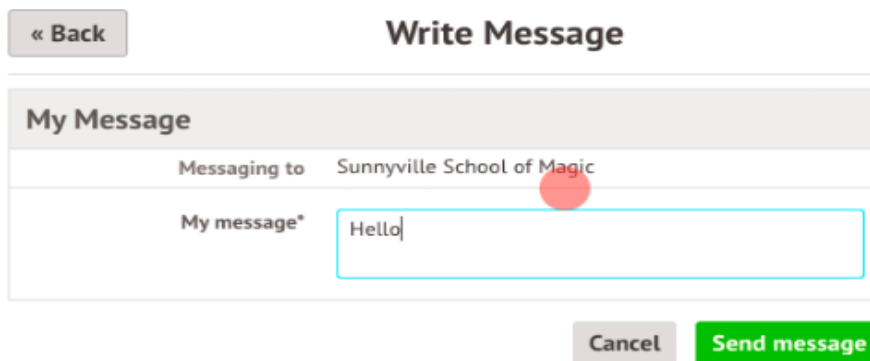 « Back
Write Message
My Message
Messaging to Sunnyville School of Magic
My message*
Hello
Cancel Send message